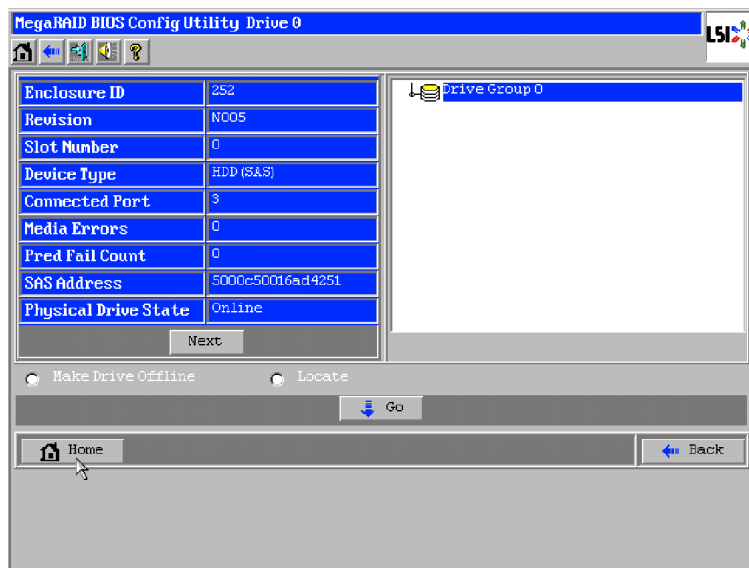 MegaRAID BIOS Config Utility Drive 0
LSI
Enclosure ID 252
Revision N005
Slot Number 0
Device Type HDD (SAS)
Connected Port 3
Media Errors 0
Pred Fail Count 0
SAS Address 5000c50016ad4251
Physical Drive State Online
Next
Drive Group 0
Make Drive Offline Locate
Go
Home Back